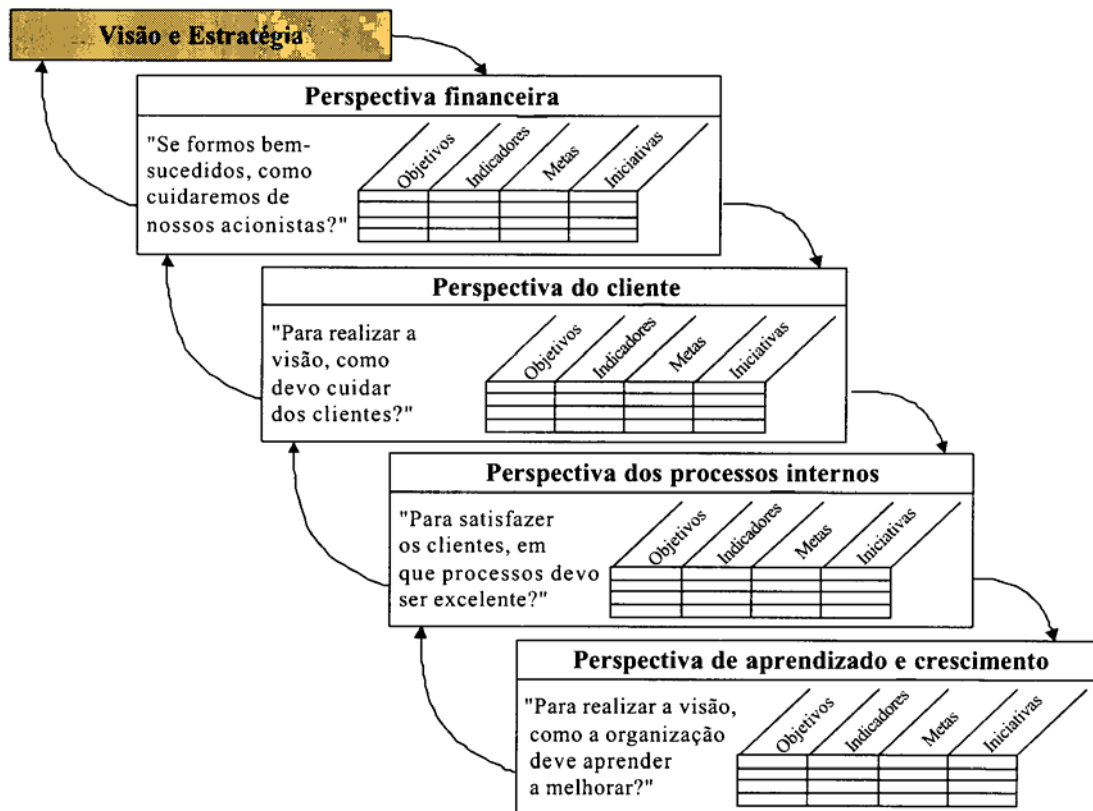 Visão e Estratégia
Perspectiva financeira
"Se formos bem-
sucedidos, como
cuidaremos de
nossos acionistas?"
Objetivos
Indicadores
Metas
Iniciativas
Perspectiva do cliente
"Para realizar a
visão, como
devo cuidar
dos clientes?"
Objetivos
Indicadores
Metas
Iniciativas
Perspectiva dos processos internos
"Para satisfazer
os clientes, em
que processos devo
ser excelente?"
Objetivos
Indicadores
Metas
Iniciativas
Perspectiva de aprendizado e crescimento
"Para realizar a visão,
como a organização
deve aprender
a melhorar?"
Objetivos
Indicadores
Metas
Iniciativas